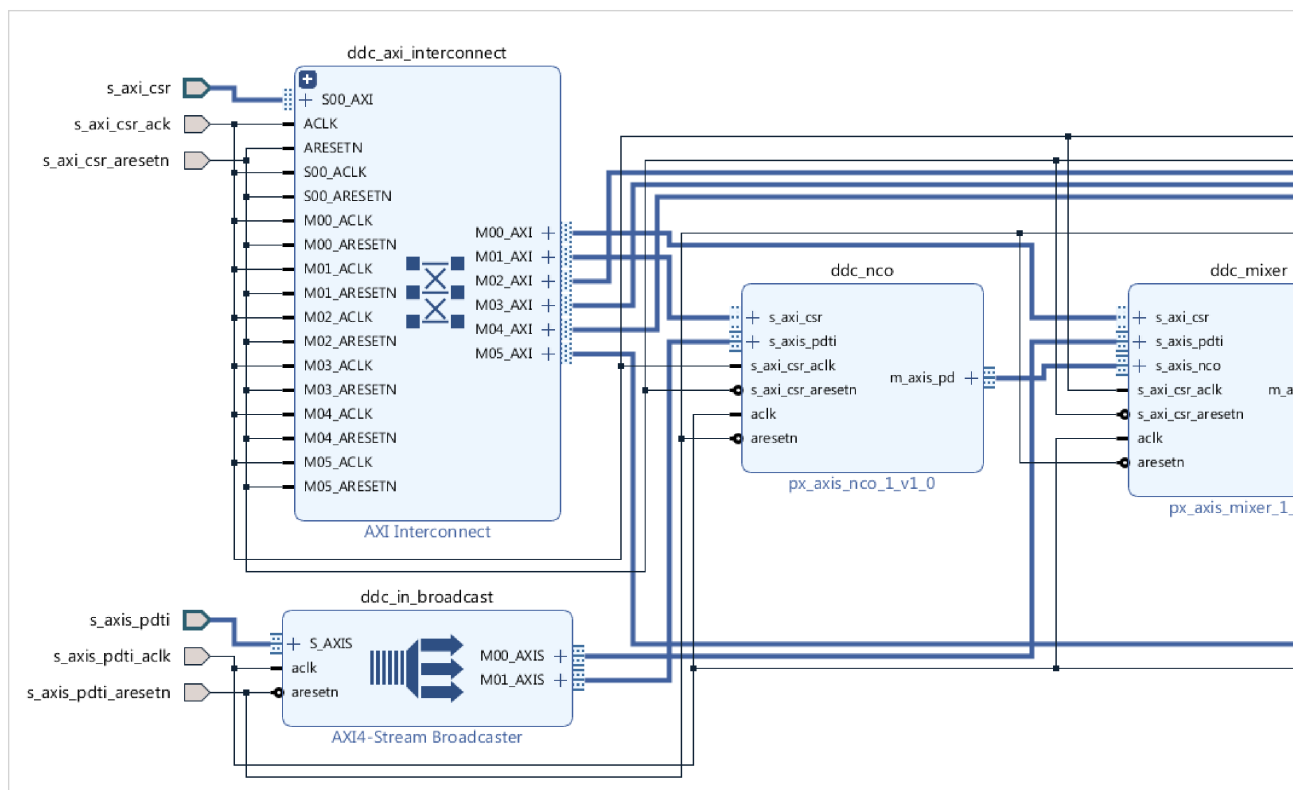 ddc_axi_interconnect
s_axi_csr
s_axi_csr_ack
s_axi_csr_aresetn
S00_AXI
ACLK
ARESETN
S00_ACLK
S00_ARESETN
M00_ACLK
M00_ARESETN
M01_ACLK
M01_ARESETN
M02_ACLK
M02_ARESETN
M03_ACLK
M03_ARESETN
M04_ACLK
M04_ARESETN
M05_ACLK
M05_ARESETN
M00_AXI
M01_AXI
M02_AXI
M03_AXI
M04_AXI
M05_AXI
AXI Interconnect
ddc_nco
s_axi_csr
s_axis_pdti
s_axi_csr_aclk
s_axi_csr_aresetn
aclk
aresetn
m_axis_pd
px_axis_nco_1_v1_0
ddc_mixer
s_axi_csr
s_axis_pdti
s_axis_nco
s_axi_csr_aclk
s_axi_csr_aresetn
aclk
aresetn
m_a
px_axis_mixer_1_
ddc_in_broadcast
s_axis_pdti
s_axis_pdti_aclk
s_axis_pdti_aresetn
S_AXIS
aclk
aresetn
M00_AXIS
M01_AXIS
AXI4-Stream Broadcaster